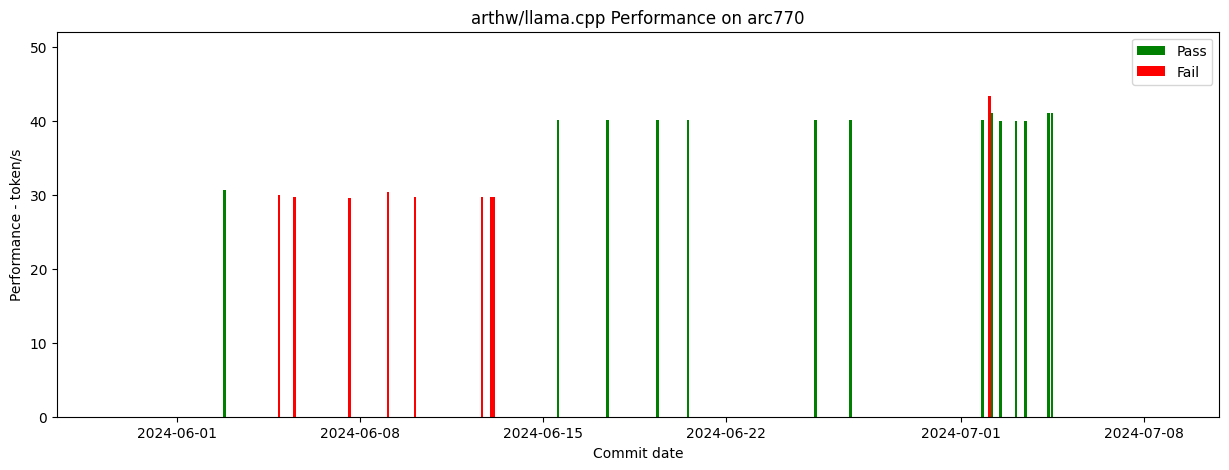 arthw/llama.cpp Performance on arc770
Pass
Fail
Performance - token/s
50
40
30
20
10
0
2024-06-01 2024-06-08 2024-06-15 2024-06-22 2024-07-01 2024-07-08
Commit date